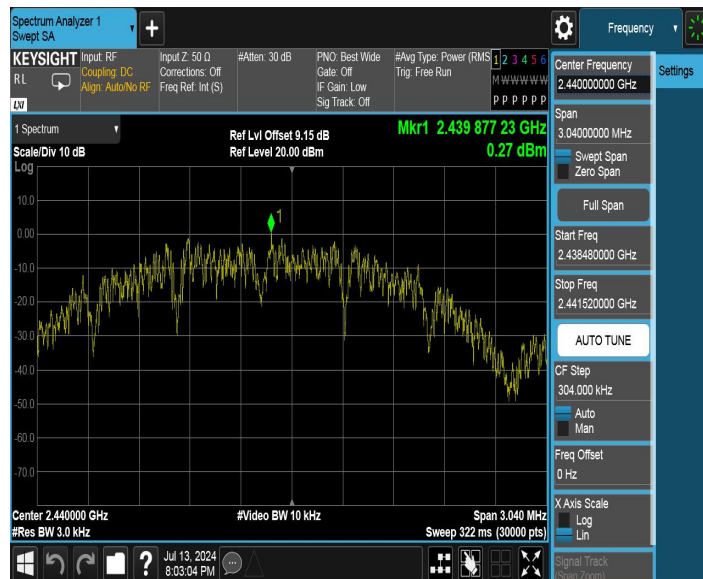 Spectrum Analyzer 1
Swept SA
+
Frequency
KEYSIGHT
R L
LXI
Input: RF
Coupling: DC
Align: Auto/No RF
Input Z: 50 Ω
Corrections: Off
Freq Ref: Int (S)
#Atten: 30 dB
PNO: Best Wide
Gate: Off
IF Gain: Low
Sig Track: Off
#Avg Type: Power (RMS
Trig: Free Run
1 2 3 4 5 6
M W W W W W
P P P P P P
Center Frequency
2.440000000 GHz
Settings
Span
3.04000000 MHz
Swept Span
Zero Span
Full Span
Start Freq
2.438480000 GHz
Stop Freq
2.441520000 GHz
AUTO TUNE
CF Step
304.000 kHz
Auto
Man
Freq Offset
0 Hz
X Axis Scale
Log
Lin
Signal Track
(Span Zoom)
1 Spectrum
Scale/Div 10 dB
Ref Lvl Offset 9.15 dB
Ref Level 20.00 dBm
Mkr1 2.439 877 23 GHz
0.27 dBm
Log
10.0
0.00
-10.0
-20.0
-30.0
-40.0
-50.0
-60.0
-70.0
1
Center 2.440000 GHz
#Res BW 3.0 kHz
#Video BW 10 kHz
Span 3.040 MHz
Sweep 322 ms (30000 pts)
?
Jul 13, 2024
8:03:04 PM